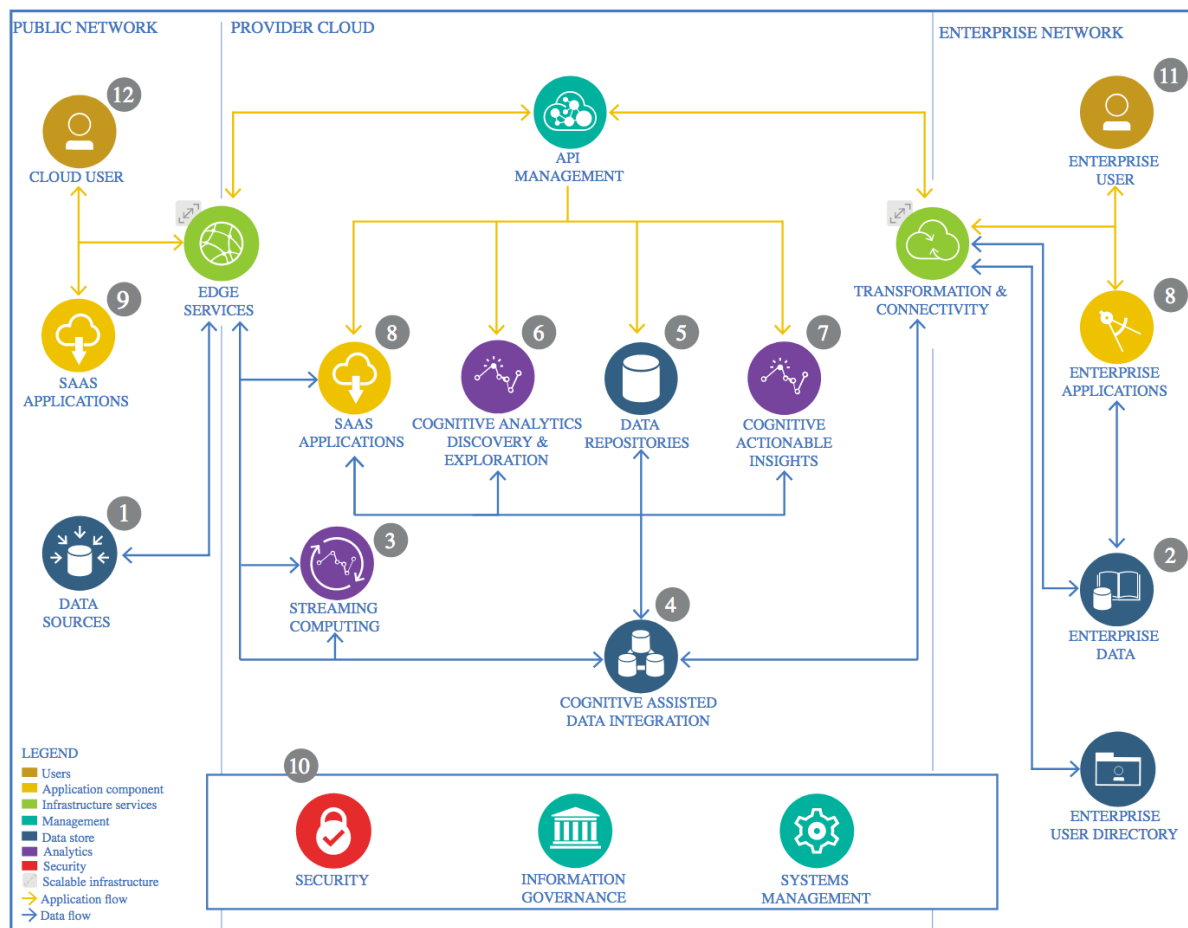 PUBLIC NETWORK
PROVIDER CLOUD
ENTERPRISE NETWORK
12
CLOUD USER
11
ENTERPRISE
USER
API
MANAGEMENT
EDGE
SERVICES
TRANSFORMATION &
CONNECTIVITY
9
SAAS
APPLICATIONS
8
SAAS
APPLICATIONS
6
COGNITIVE ANALYTICS
DISCOVERY &
EXPLORATION
5
DATA
REPOSITORIES
7
COGNITIVE
ACTIONABLE
INSIGHTS
8
ENTERPRISE
APPLICATIONS
1
DATA
SOURCES
3
STREAMING
COMPUTING
4
COGNITIVE ASSISTED
DATA INTEGRATION
2
ENTERPRISE
DATA
ENTERPRISE
USER DIRECTORY
LEGEND
Users
Application component
Infrastructure services
Management
Data store
Analytics
Security
Scalable infrastructure
Application flow
Data flow
10
SECURITY
INFORMATION
GOVERNANCE
SYSTEMS
MANAGEMENT